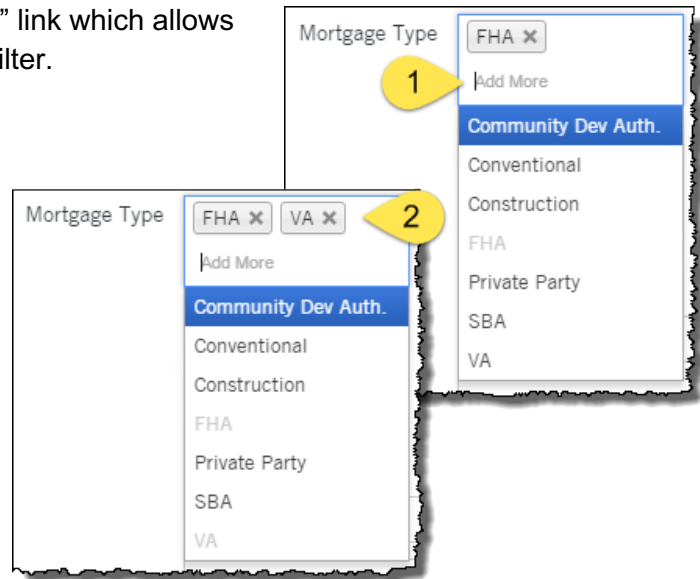 ” link which allows
ilter.
Mortgage Type
FHA ×
1
Add More
Community Dev Auth.
Conventional
Construction
FHA
Private Party
SBA
VA
Mortgage Type
FHA × VA ×
2
Add More
Community Dev Auth.
Conventional
Construction
FHA
Private Party
SBA
VA